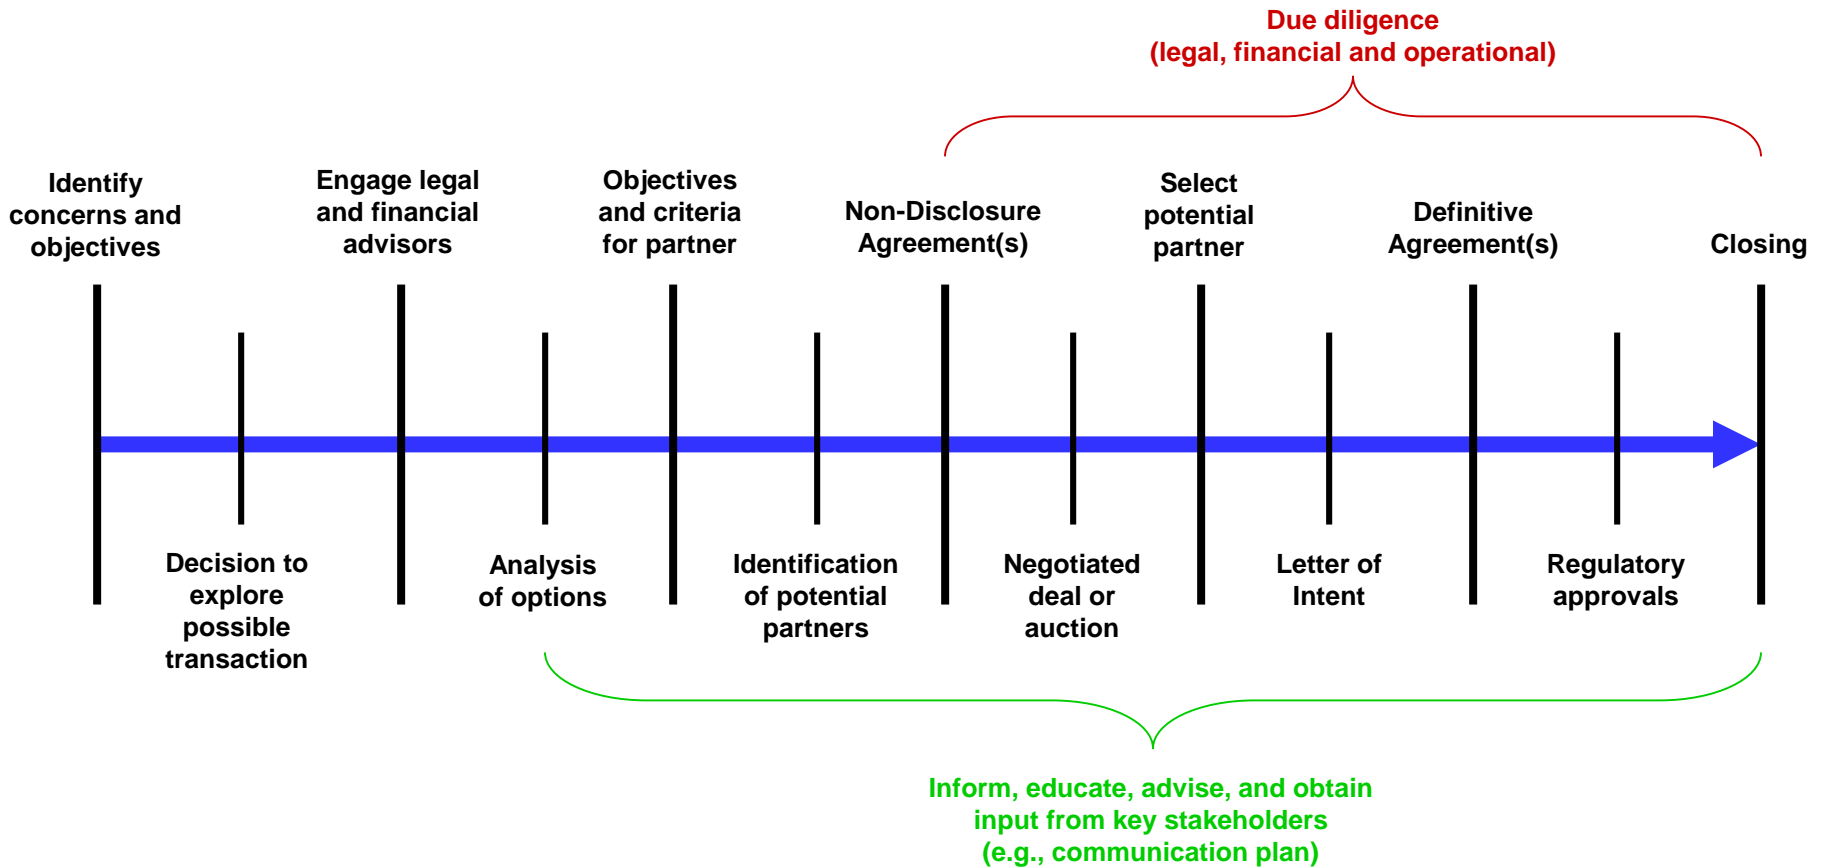 Due diligence
(legal, financial and operational)
Identify
concerns and
objectives
Engage legal
and financial
advisors
Objectives
and criteria
for partner
Non-Disclosure
Agreement(s)
Select
potential
partner
Definitive
Agreement(s)
Closing
Decision to
explore
possible
transaction
Analysis
of options
Identification
of potential
partners
Negotiated
deal or
auction
Letter of
Intent
Regulatory
approvals
Inform, educate, advise, and obtain
input from key stakeholders
(e.g., communication plan)